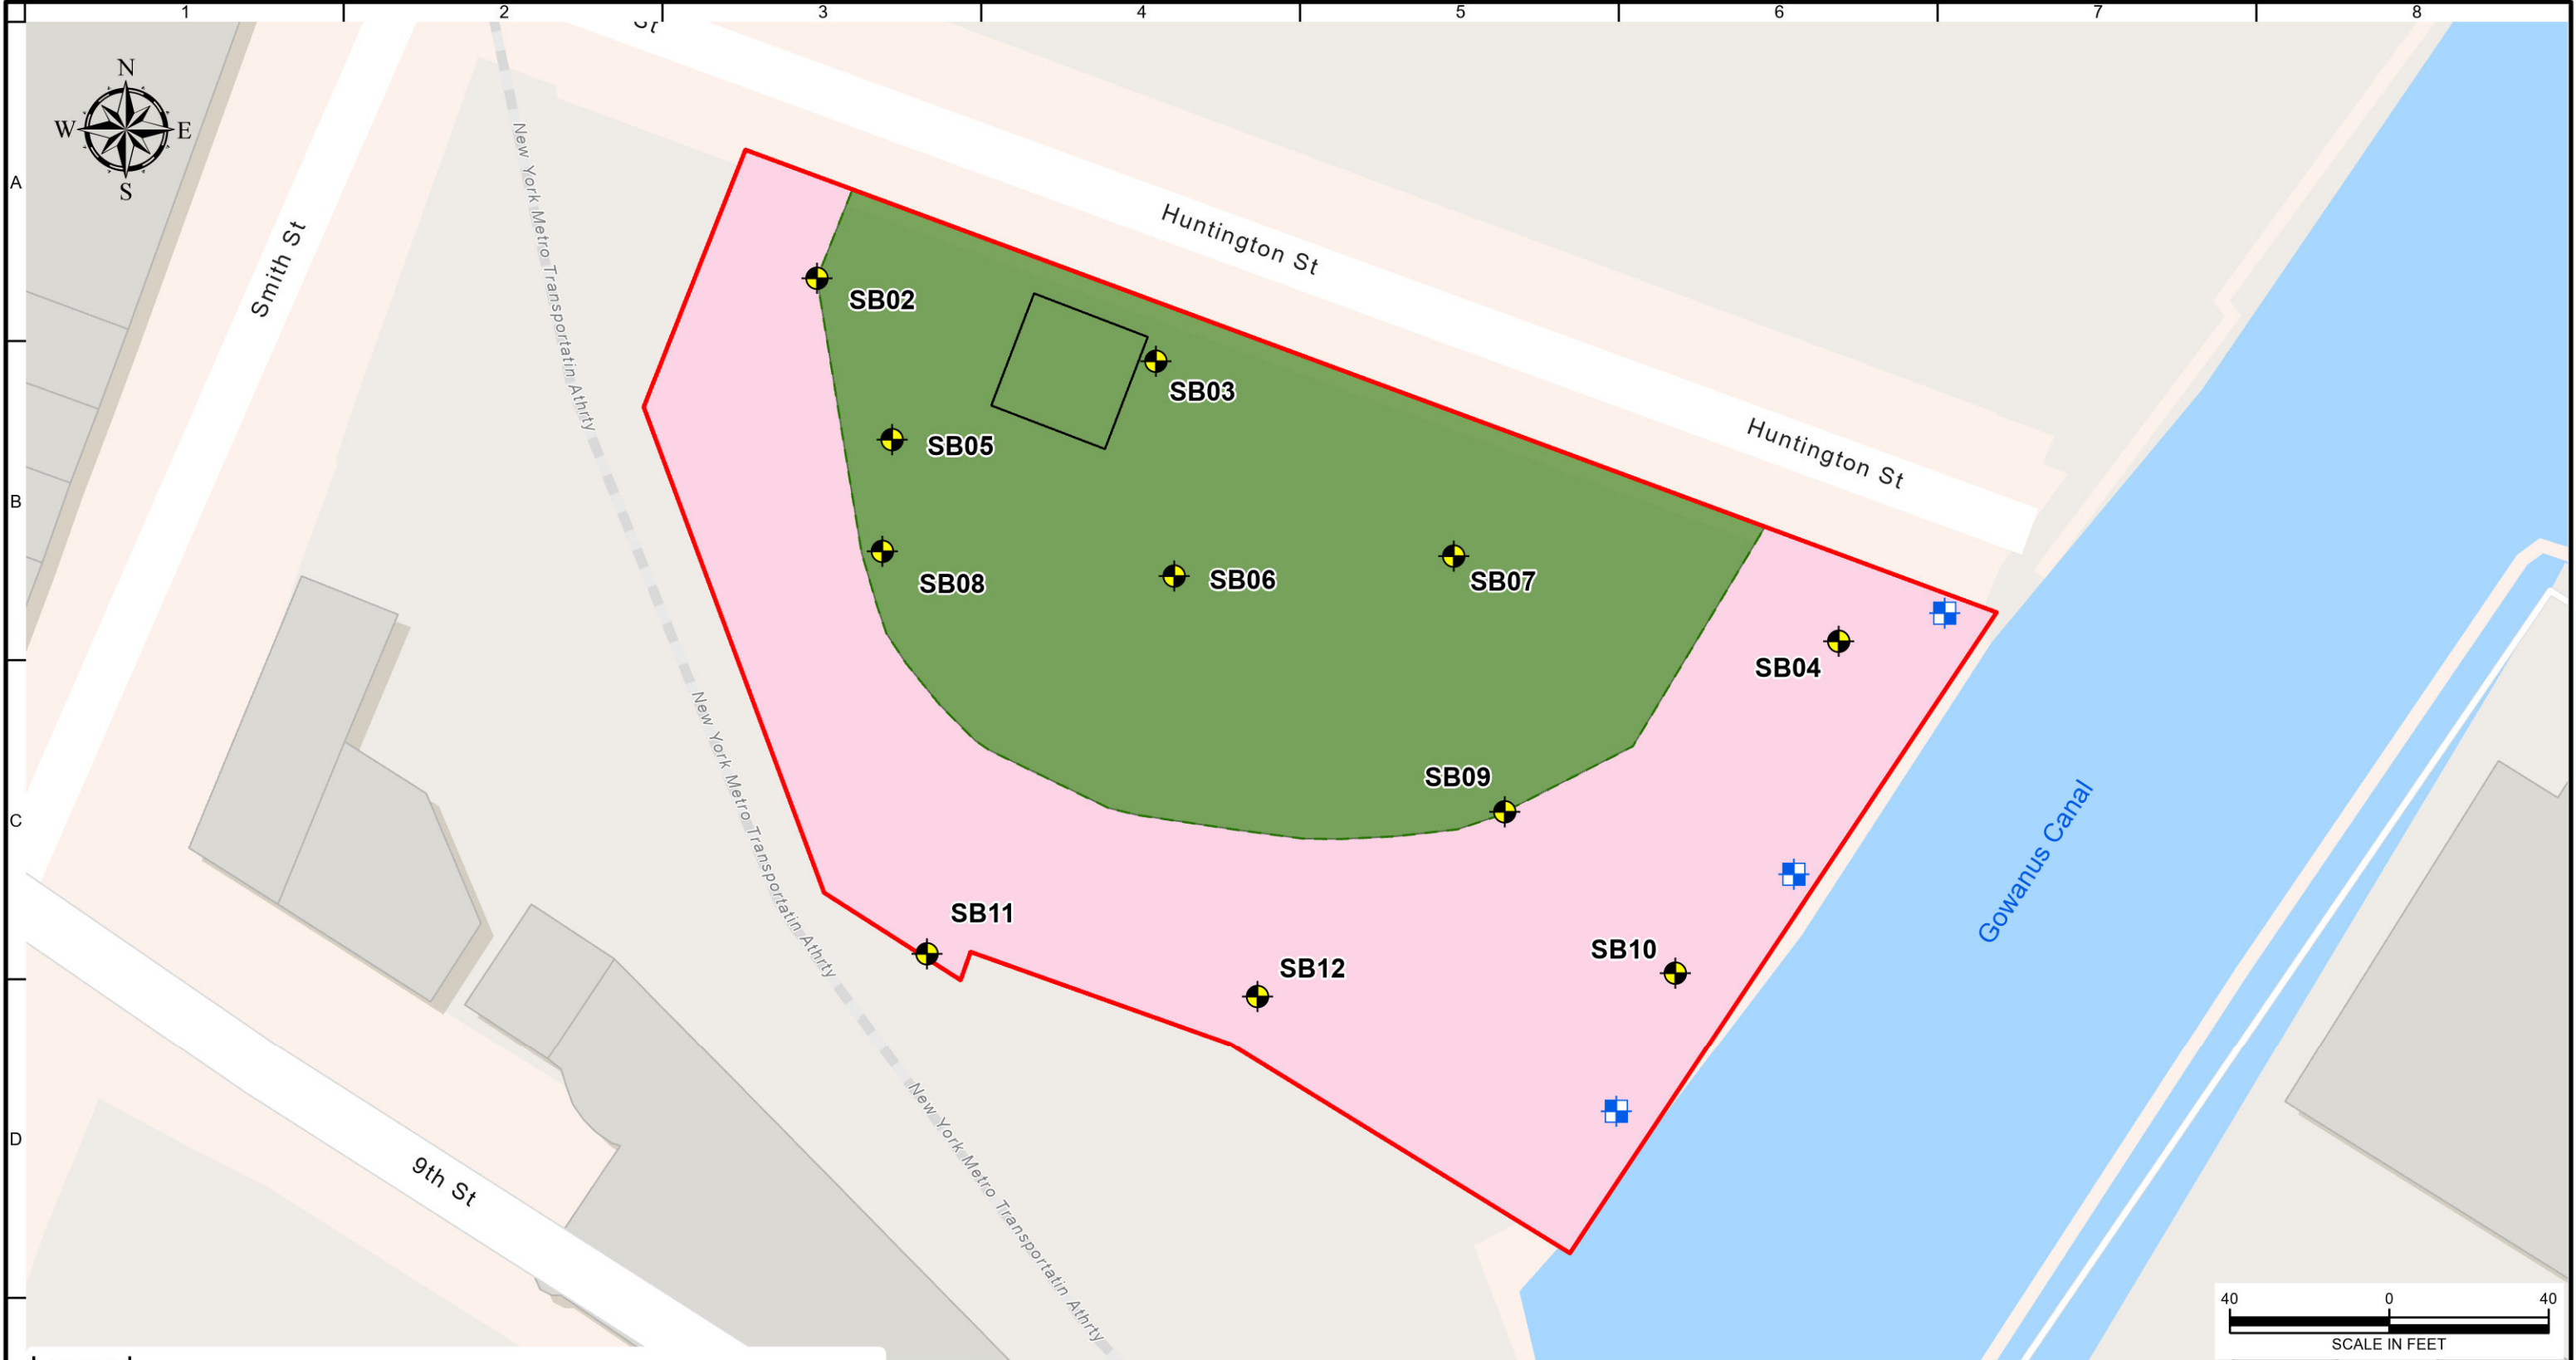 1 2 3 4 5 6 7 8
St
N
W E
S
A
Huntington St
Smith St
New York Metro Transportatin Athrty
SB02
SB03
SB05
Huntington St
B
SB08
SB06
SB07
SB04
New York Metro Transportatin Athrty
SB09
C
Gowanus Canal
SB11
SB10
SB12
D
9th St
New York Metro Transportatin Athrty
40 0 40
SCALE IN FEET